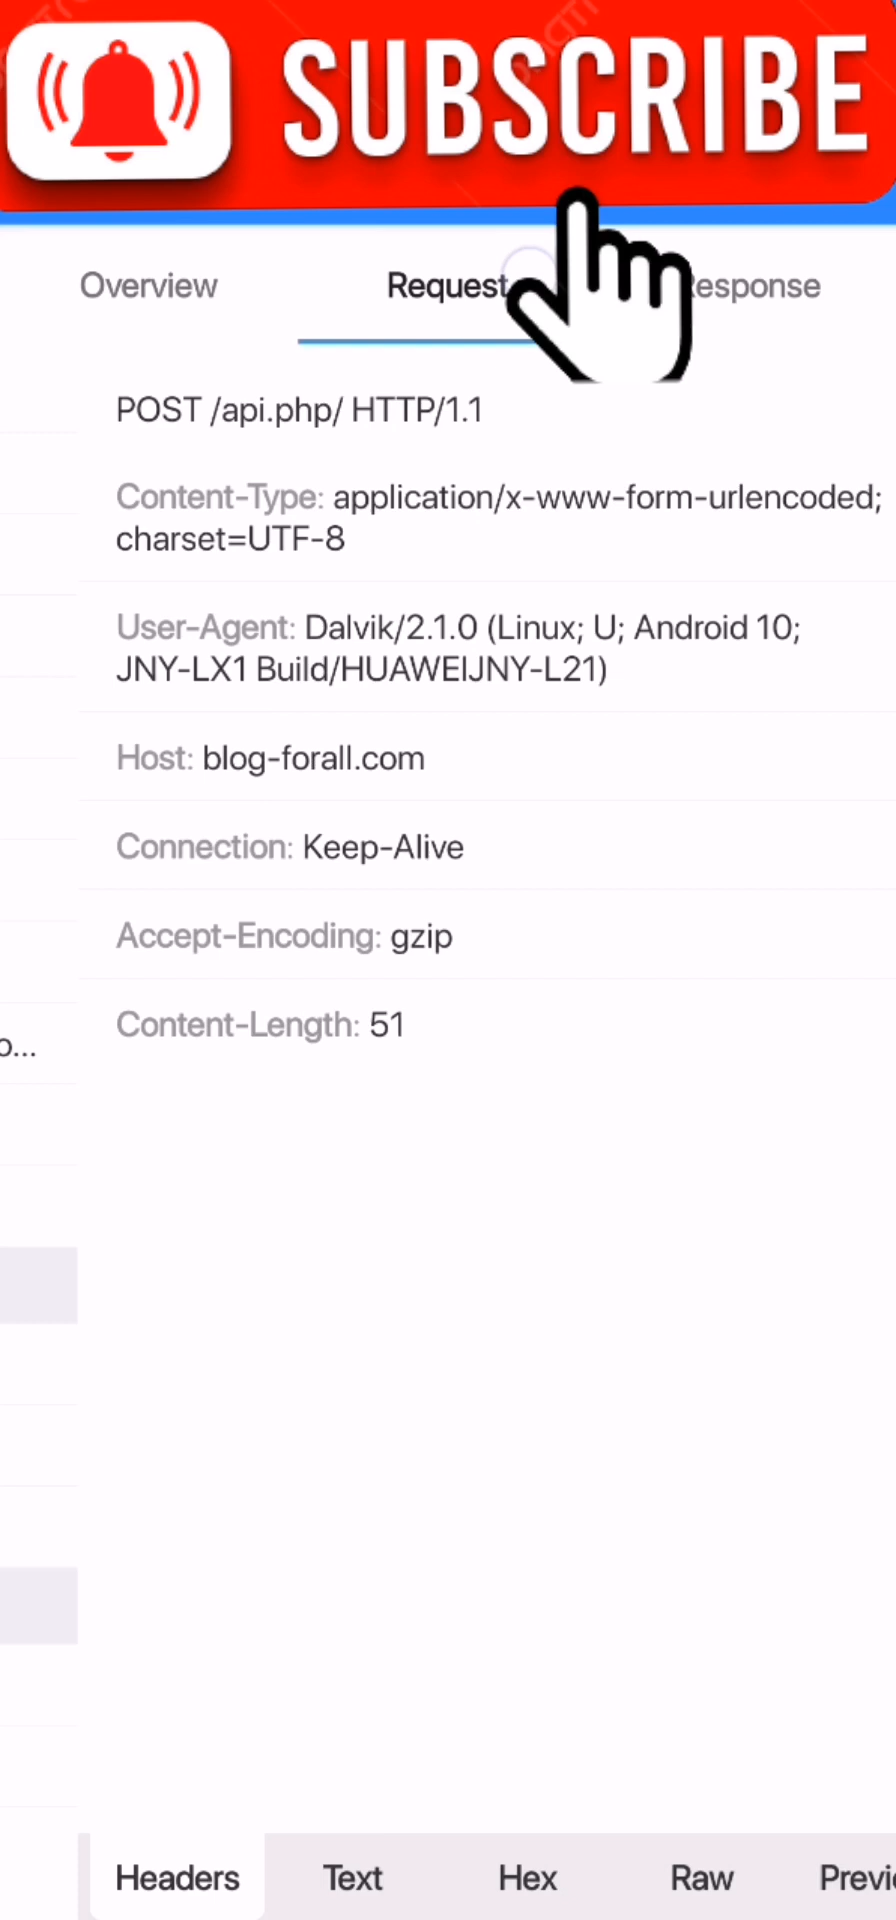 SUBSCRIBE
Overview Request esponse
POST /api.php/ HTTP/1.1
Content-Type: application/x-www-form-urlencoded;
charset=UTF-8
User-Agent: Dalvik/2.1.0 (Linux; U; Android 10;
JNY-LX1 Build/HUAWEIJNY-L21)
Host: blog-forall.com
Connection: Keep-Alive
Accept-Encoding: gzip
Content-Length: 51
o...
Headers Text Hex Raw Previ